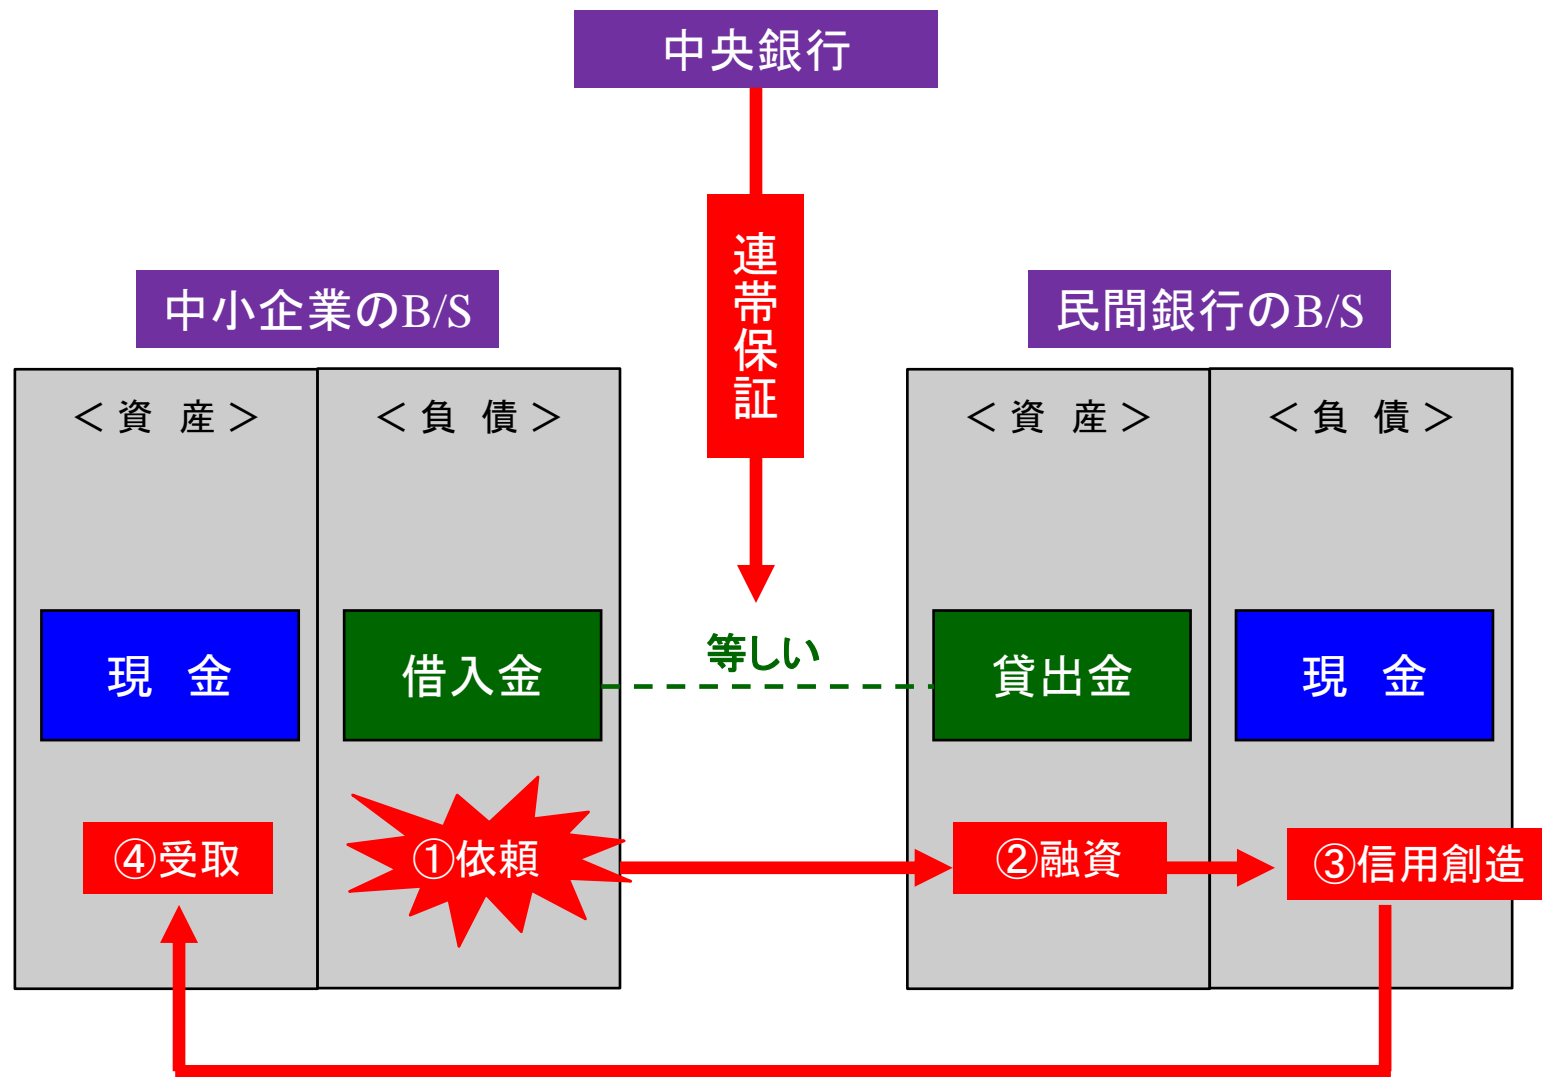 中央銀行
連帯保証
中小企業のB/S
民間銀行のB/S
＜資 産＞
＜負 債＞
＜資 産＞
＜負 債＞
現 金
借入金
等しい
貸出金
現 金
④受取
①依頼
②融資
③信用創造